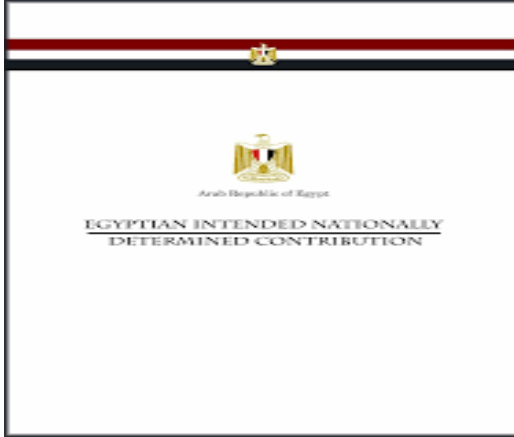 Arab Republic of Egypt
EGYPTIAN INTENDED NATIONALLY
DETERMINED CONTRIBUTION